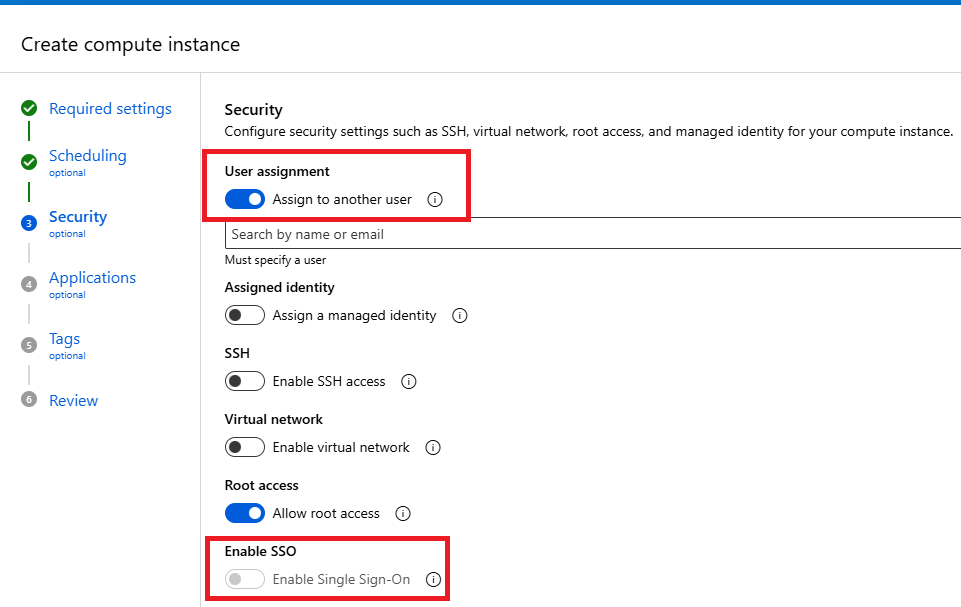 Create compute instance
Required settings
Scheduling
optional
3
Security
optional
4
Applications
optional
5
Tags
optional
6
Review
Security
Configure security settings such as SSH, virtual network, root access, and managed identity for your compute instance.
User assignment
Assign to another user
Search by name or email
Must specify a user
Assigned identity
Assign a managed identity
SSH
Enable SSH access
Virtual network
Enable virtual network
Root access
Allow root access
Enable SSO
Enable Single Sign-On